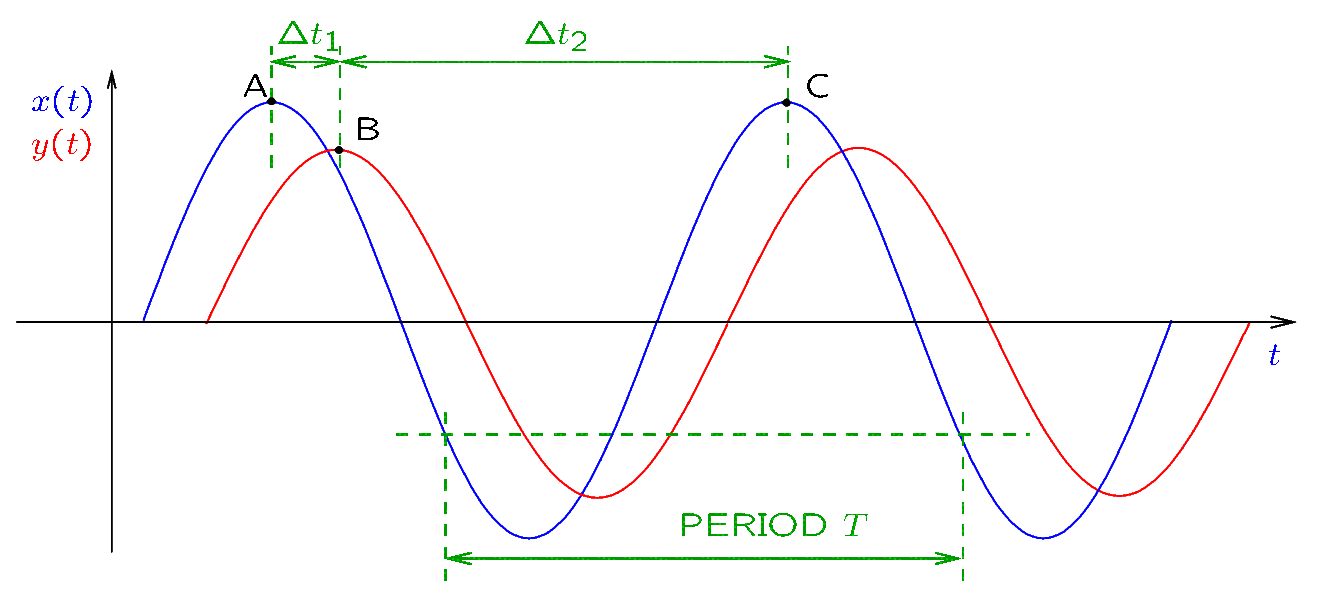 Δt₁ Δt₂
A C
x(t)
B
y(t)
t
PERIOD T